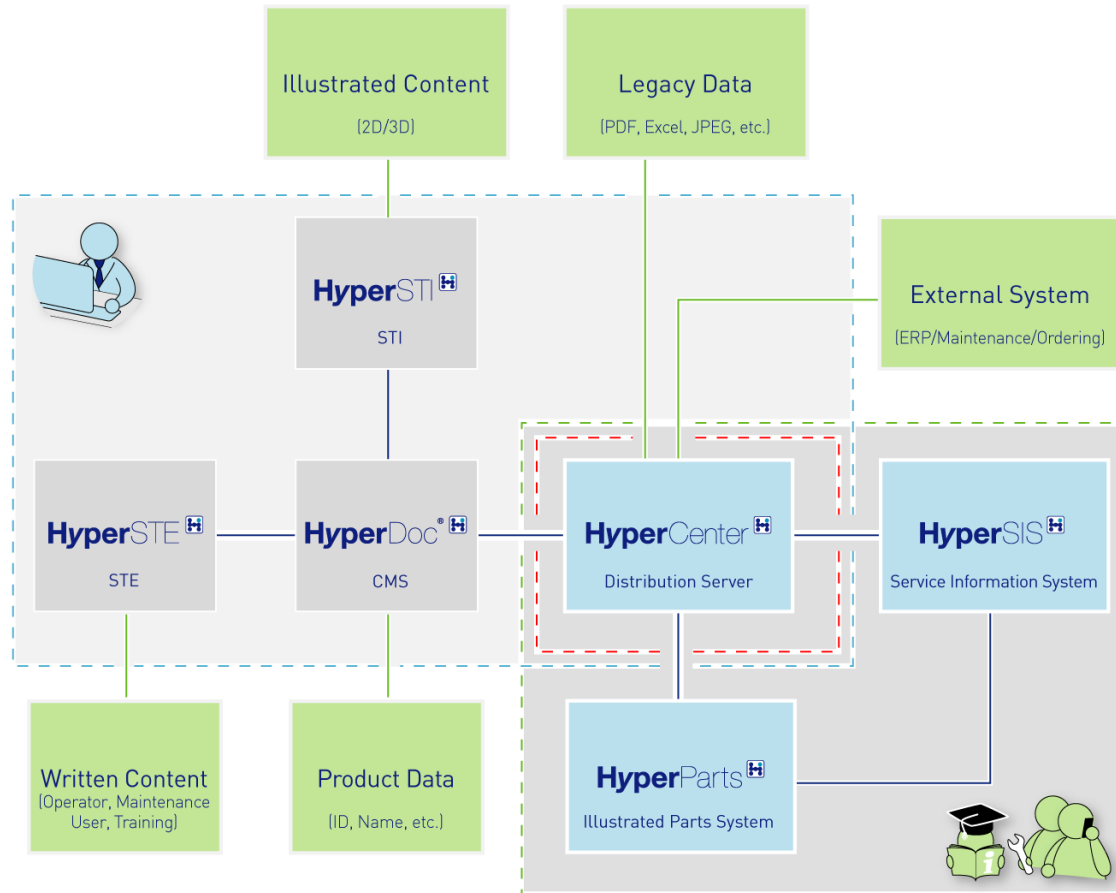 Illustrated Content
(2D/3D)
Legacy Data
(PDF, Excel, JPEG, etc.)
HyperSTI
STI
External System
(ERP/Maintenance/Ordering)
HyperSTE
STE
HyperDoc®
CMS
HyperCenter
Distribution Server
HyperSIS
Service Information System
Written Content
(Operator, Maintenance
User, Training)
Product Data
(ID, Name, etc.)
HyperParts
Illustrated Parts System
i